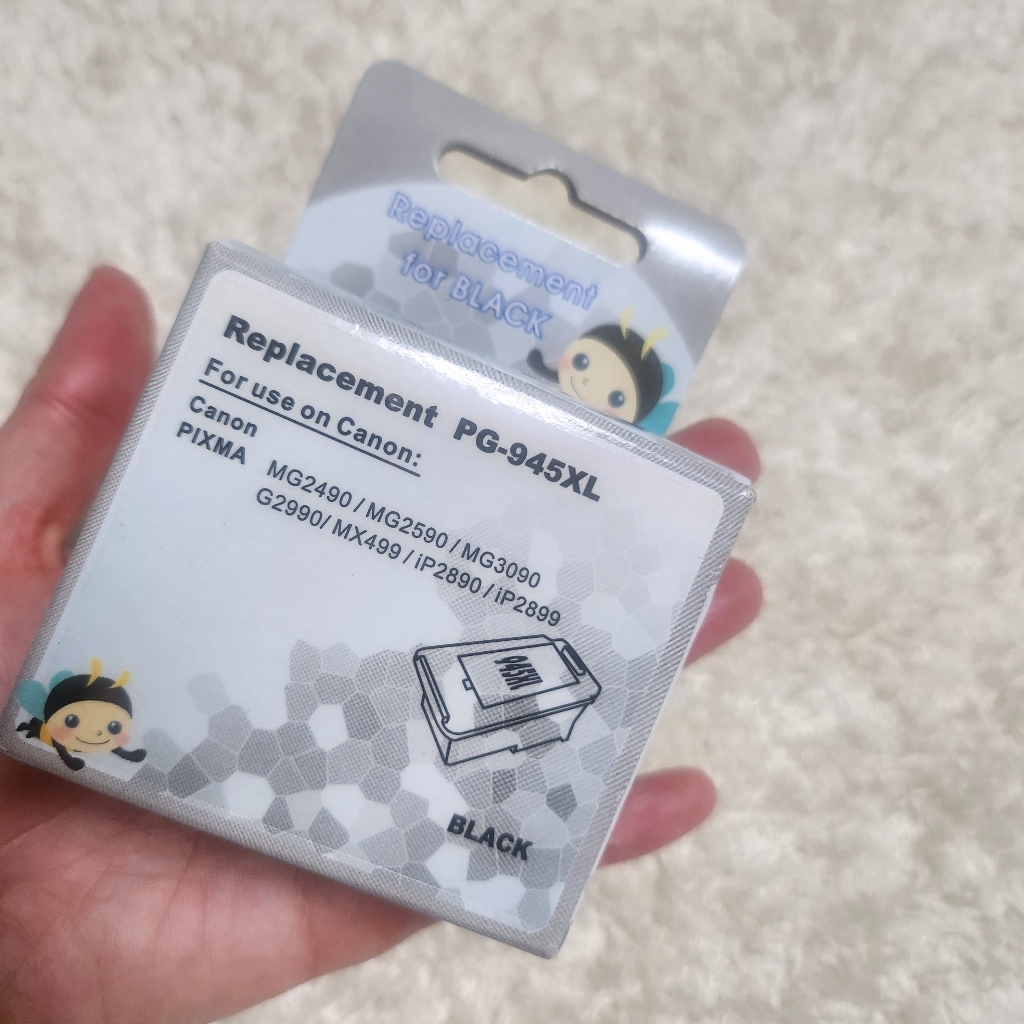 Replacement
for BLACK
Replacement PG-945XL
For use on Canon:
Canon
PIXMA
MG2490 / MG2590 / MG3090
G2990/ MX499 / iP2890 / iP2899
945Xl
BLACK